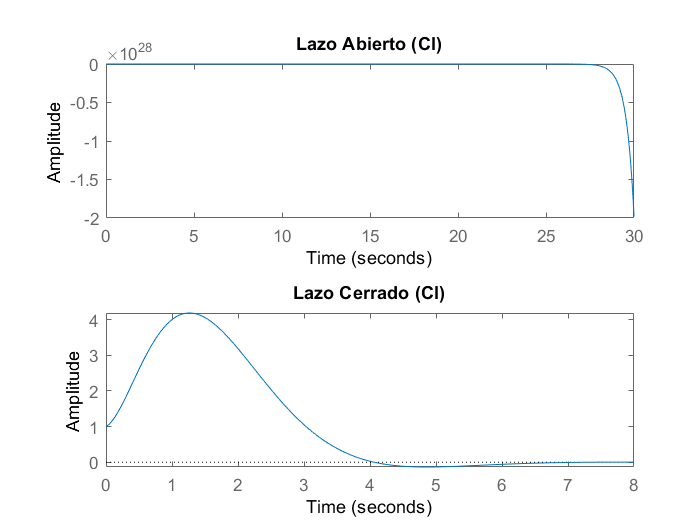 Lazo Abierto (CI)
×10^28
0
-0.5
-1
-1.5
-2
Amplitude
0 5 10 15 20 25 30
Time (seconds)
Lazo Cerrado (CI)
4
3
2
1
0
Amplitude
0 1 2 3 4 5 6 7 8
Time (seconds)